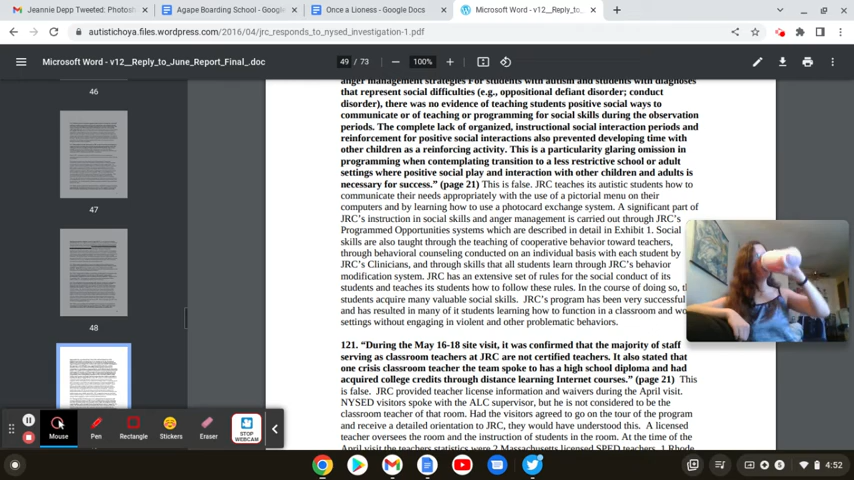 Jeannie Depp Tweeted: Photosh
Agape Boarding School - Google
Once a Lioness - Google Docs
Microsoft Word - v12__Reply to
autistichoya.files.wordpress.com/2016/04/jrc_responds_to_nysed_investigation-1.pdf
Microsoft Word - v12__Reply_to_June_Report_Final_.doc
49 / 73
100%
46
47
48
anger management strategies For students with autism and students with diagnoses
that represent social difficulties (e.g., oppositional defiant disorder; conduct
disorder), there was no evidence of teaching students positive social ways to
communicate or of teaching or programming for social skills during the observation
periods. The complete lack of organized, instructional social interaction periods and
reinforcement for positive social interactions also prevented developing time with
other children as a reinforcing activity. This is a particularly glaring omission in
programming when contemplating transition to a less restrictive school or adult
settings where positive social play and interaction with other children and adults is
necessary for success.” (page 21) This is false. JRC teaches its autistic students how to
communicate their needs appropriately with the use of a pictorial menu on their
computers and by learning how to use a photocard exchange system. A significant part of
JRC’s instruction in social skills and anger management is carried out through JRC’s
Programmed Opportunities systems which are described in detail in Exhibit 1. Social
skills are also taught through the teaching of cooperative behavior toward teachers,
through behavioral counseling conducted on an individual basis with each student by
JRC’s Clinicians, and through skills that all students learn through JRC’s behavior
modification system. JRC has an extensive set of rules for the social conduct of its
students and teaches its students how to follow these rules. In the course of doing so, th
students acquire many valuable social skills. JRC’s program has been very successful
and has resulted in many of it students learning how to function in a classroom and wo
settings without engaging in violent and other problematic behaviors.
121. “During the May 16-18 site visit, it was confirmed that the majority of staff
serving as classroom teachers at JRC are not certified teachers. It also stated that
one crisis classroom teacher the team spoke to has a high school diploma and had
acquired college credits through distance learning Internet courses.” (page 21) This
is false. JRC provided teacher license information and waivers during the April visit.
NYSED visitors spoke with the ALC supervisor, but he is not considered to be the
classroom teacher of that room. Had the visitors agreed to go on the tour of the program
and receive a detailed orientation to JRC, they would have understood this. A licensed
teacher oversees the room and the instruction of students in the room. At the time of the
April visit the teachers statistics were 2 Massachusetts licensed SPED teachers, 1 Rhode
Mouse
Pen
Rectangle
Stickers
Eraser
STOP
WEBCAM
4:52